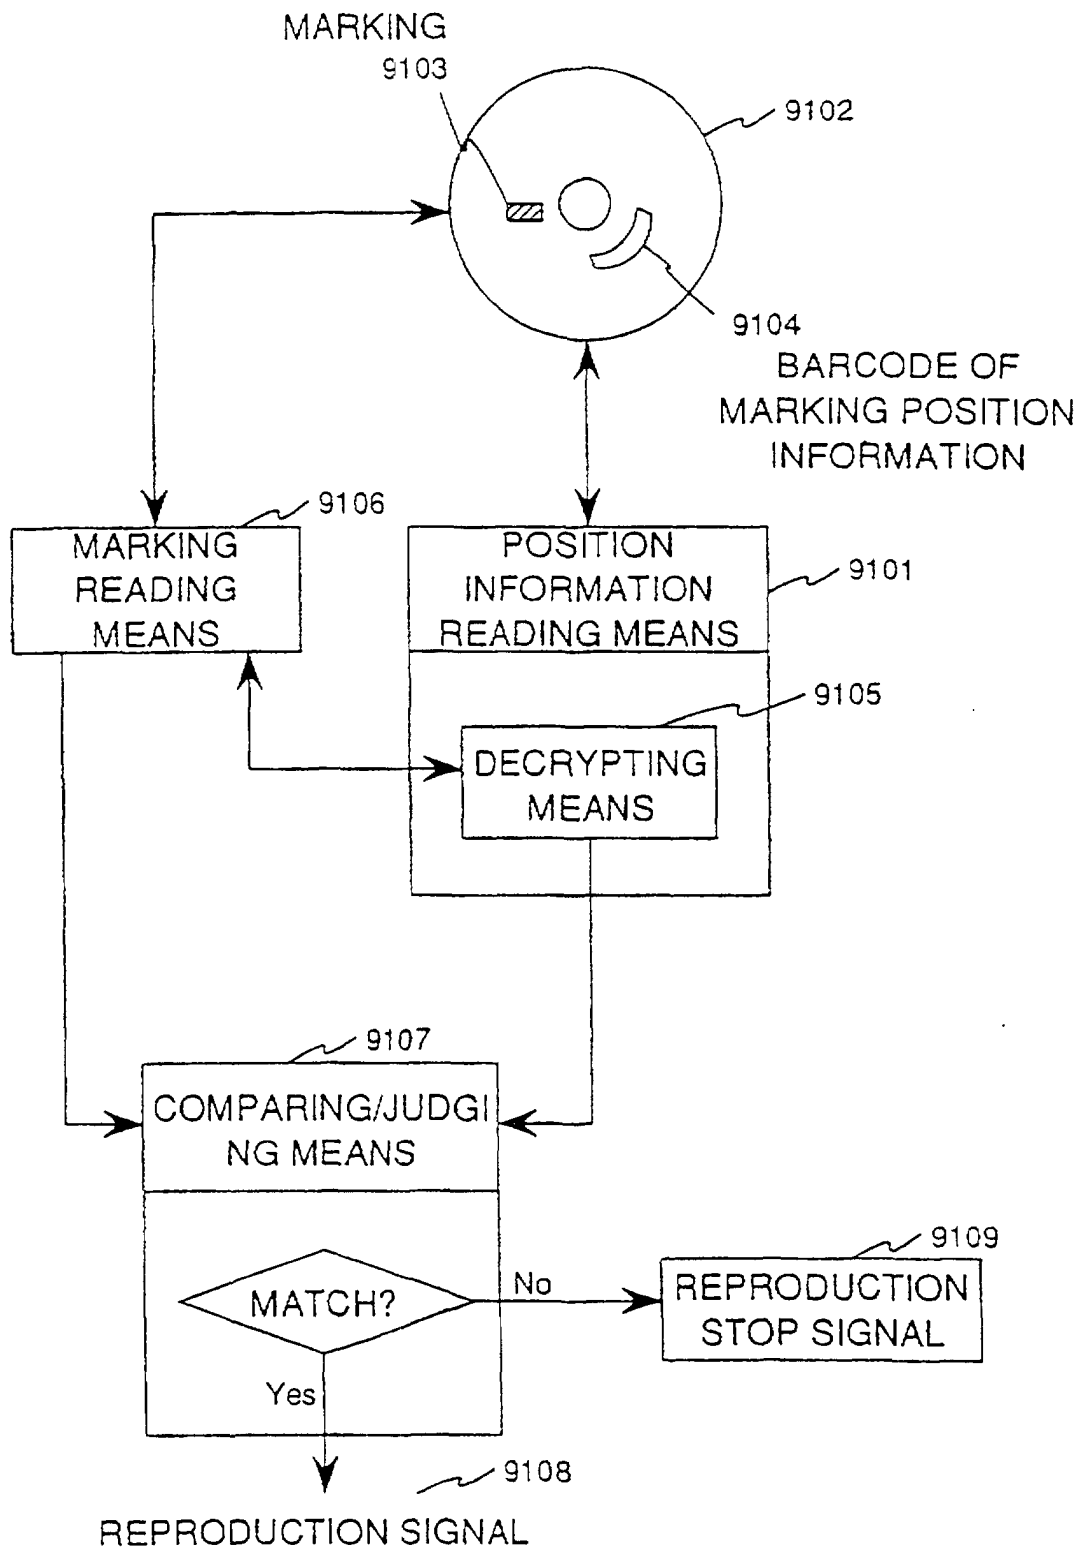 MARKING
9103
9102
9104
BARCODE OF
MARKING POSITION
INFORMATION
9106
MARKING
READING
MEANS
POSITION
INFORMATION
READING MEANS
9101
9105
DECRYPTING
MEANS
9107
COMPARING/JUDGI
NG MEANS
MATCH?
No
9109
REPRODUCTION
STOP SIGNAL
Yes
9108
REPRODUCTION SIGNAL